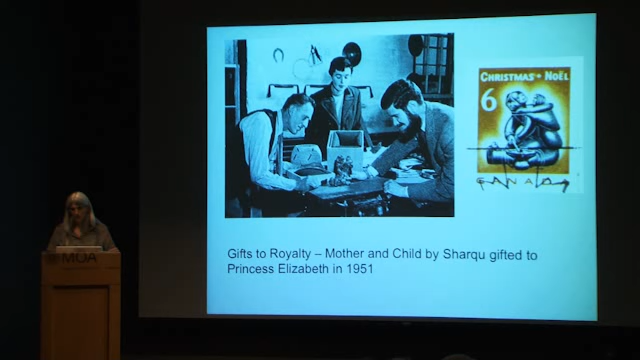 CHRISTMAS • NOËL
6
CANADA
Gifts to Royalty – Mother and Child by Sharqu gifted to
Princess Elizabeth in 1951
MOA